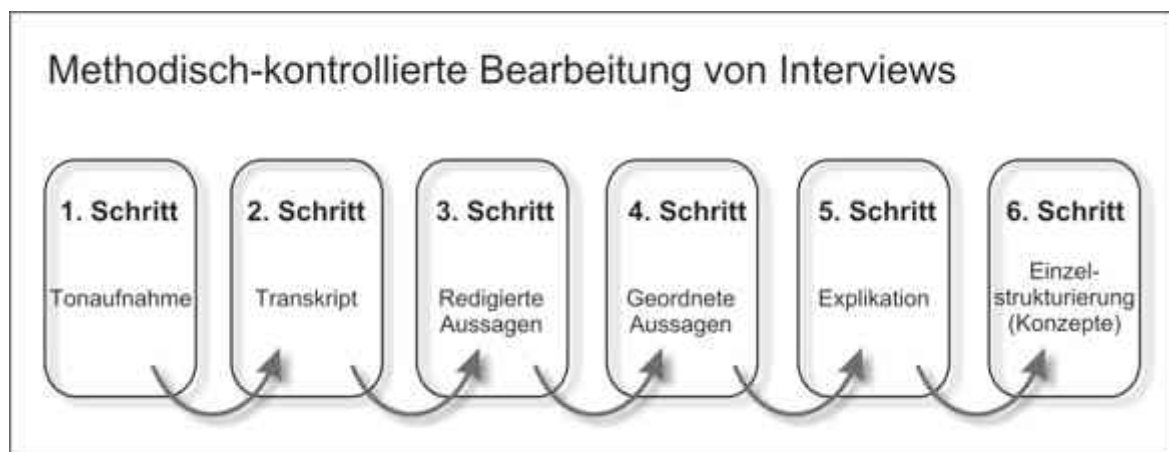 Methodisch-kontrollierte Bearbeitung von Interviews
1. Schritt
Tonaufnahme
2. Schritt
Transkript
3. Schritt
Redigierte
Aussagen
4. Schritt
Geordnete
Aussagen
5. Schritt
Explikation
6. Schritt
Einzel-
strukturierung
(Konzepte)